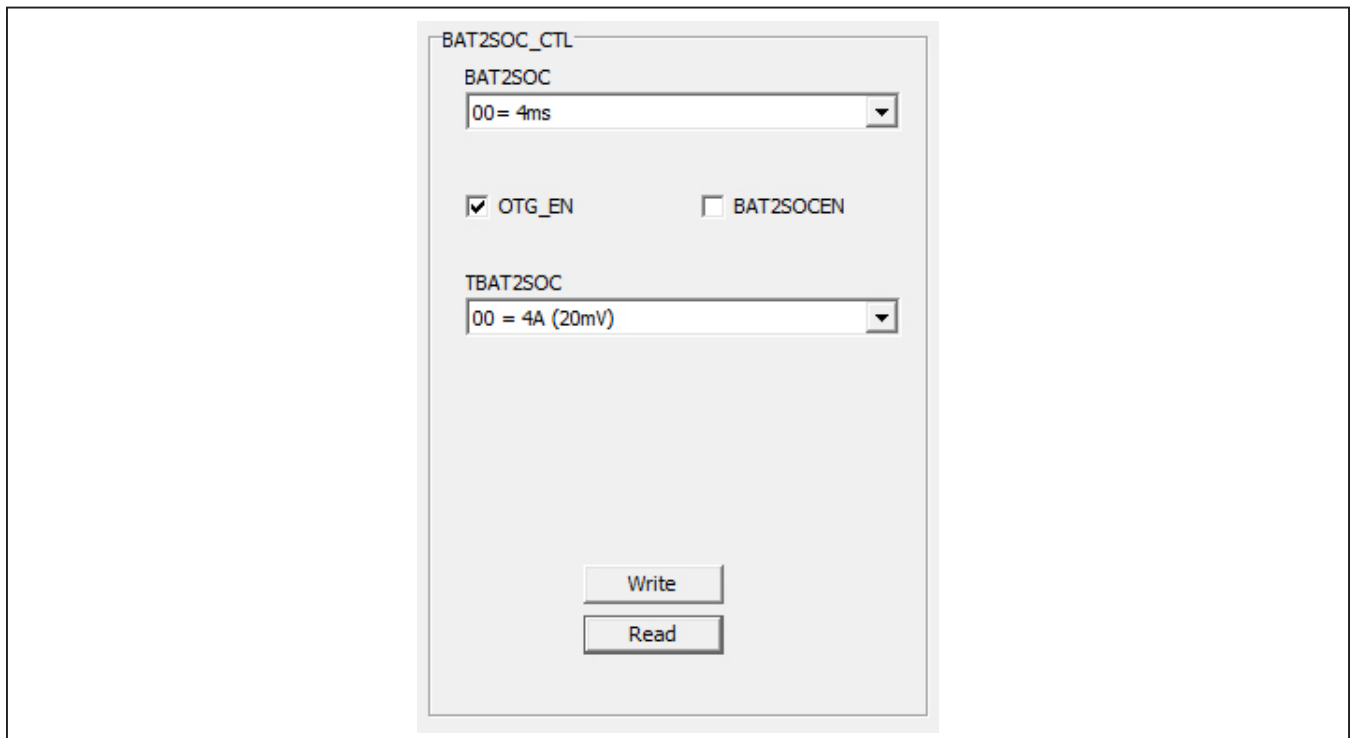 BAT2SOC_CTL
BAT2SOC
00= 4ms
OTG_EN BAT2SOCEN
TBAT2SOC
00 = 4A (20mV)
Write
Read